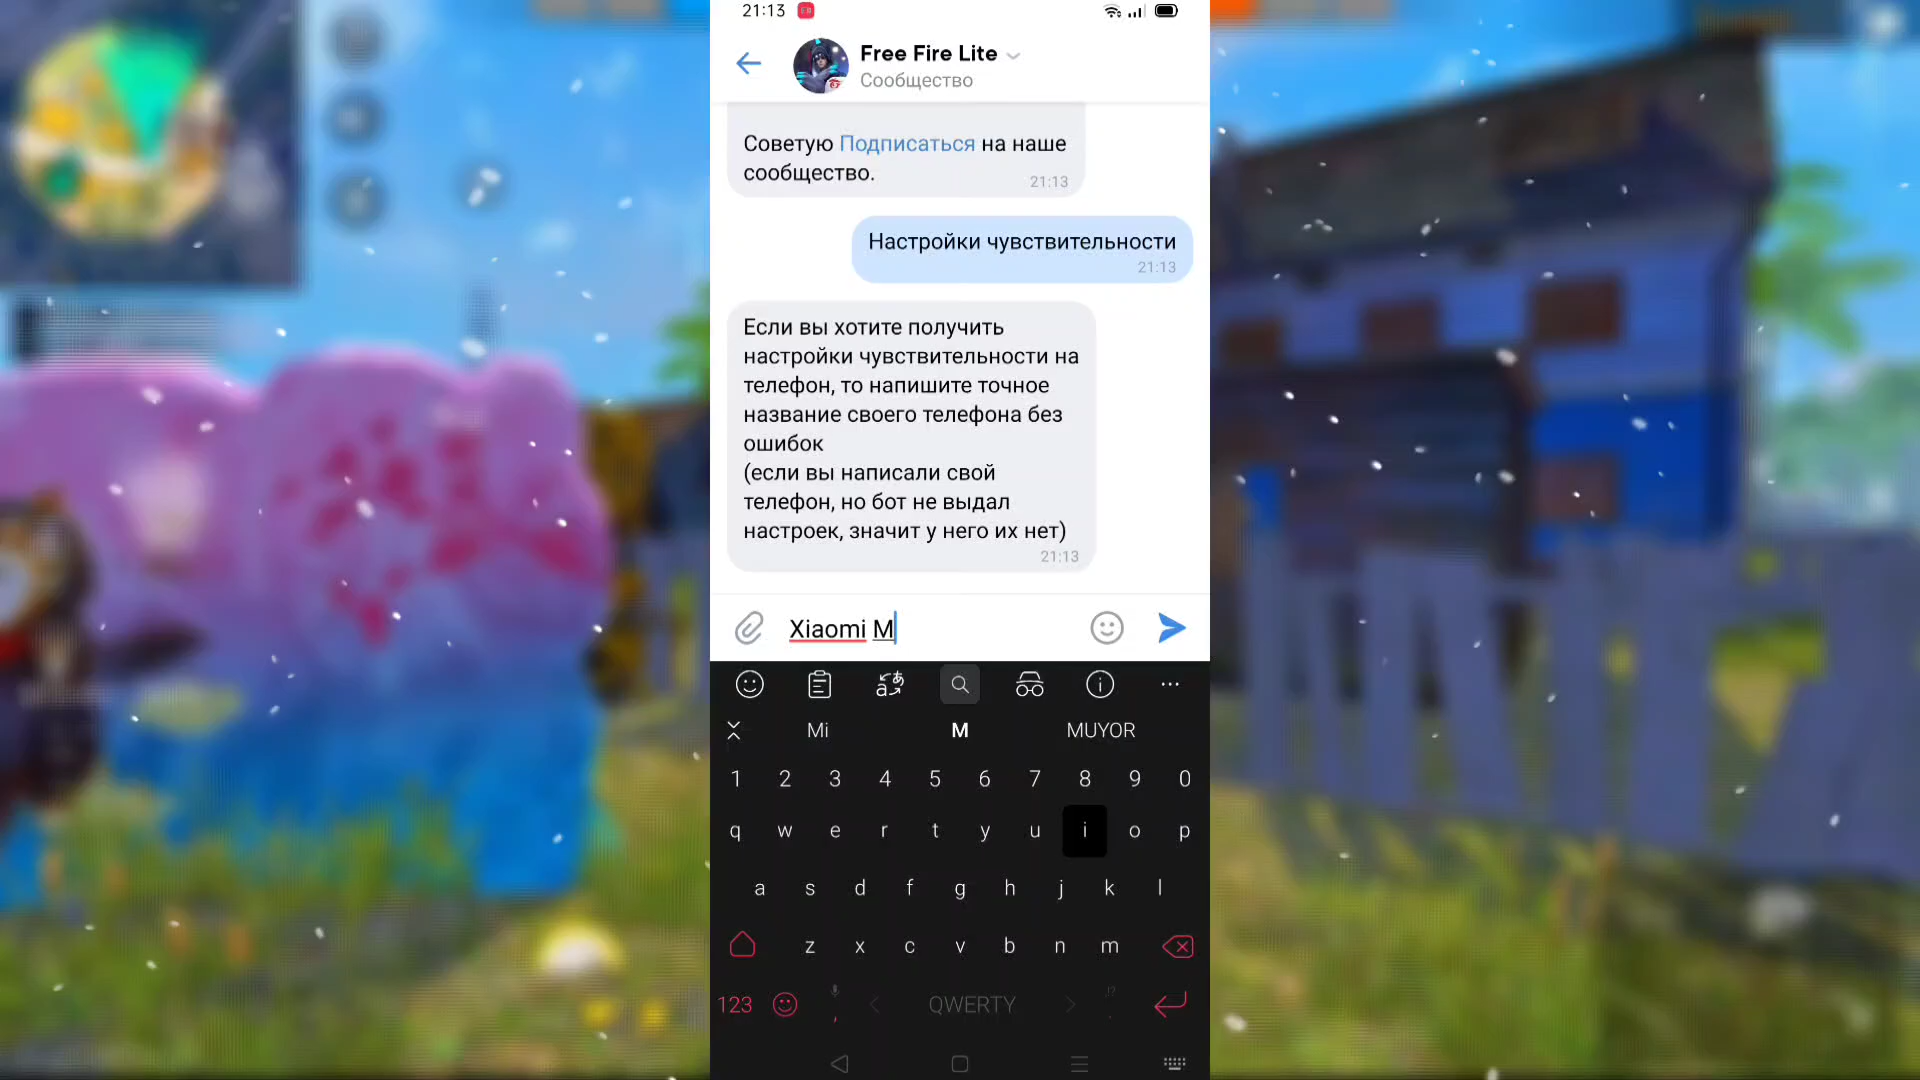 21:13
Free Fire Lite
Сообщество
Советую Подписаться на наше
сообщество.
21:13
Настройки чувствительности
21:13
Если вы хотите получить
настройки чувствительности на
телефон, то напишите точное
название своего телефона без
ошибок
(если вы написали свой
телефон, но бот не выдал
настроек, значит у него их нет)
21:13
Xiaomi M
Mi M MUYOR
1 2 3 4 5 6 7 8 9 0
q w e r t y u i o p
a s d f g h j k l
z x c v b n m
123 , QWERTY !? .